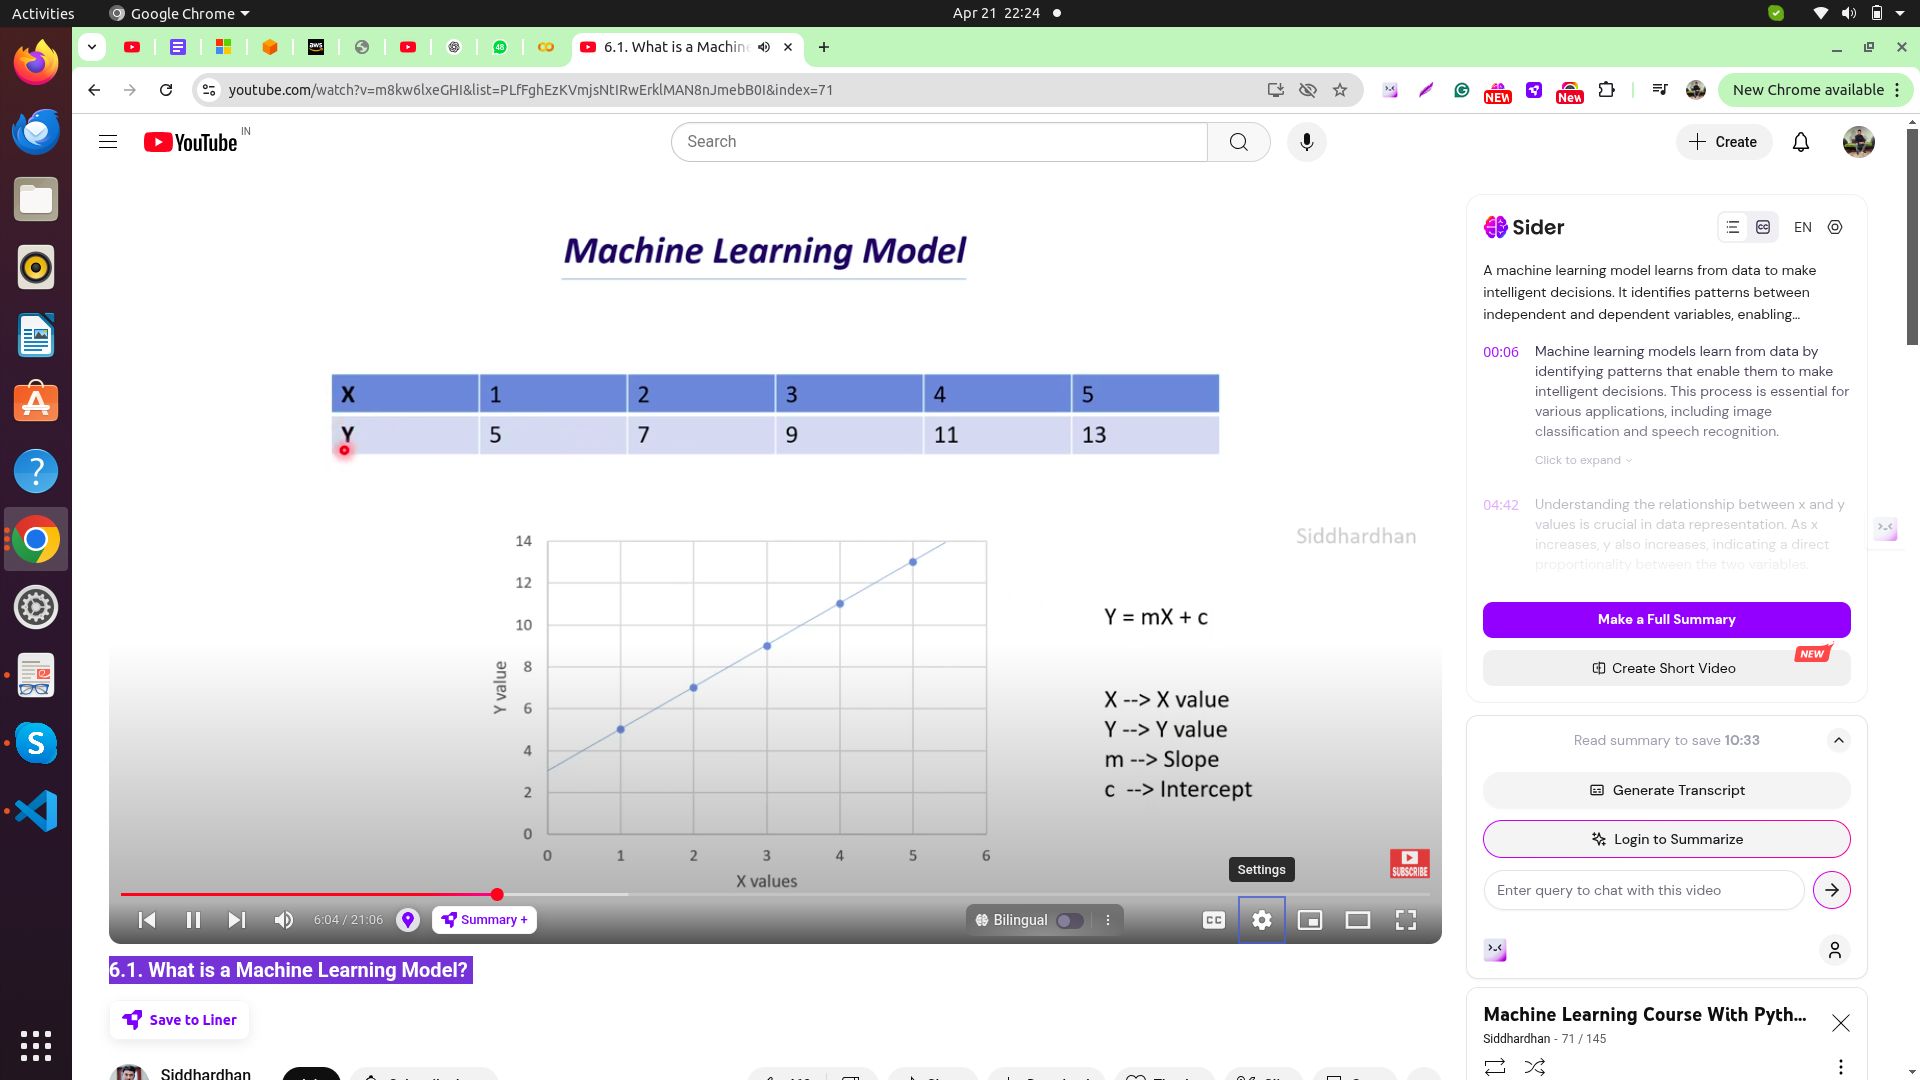 Activities
Google Chrome
Apr 21 22:24
48
6.1. What is a Machine
youtube.com/watch?v=m8kw6lxeGHI&list=PLfFghEzKVmjsNtIRwErklMAN8nJmebB0I&index=71
NEW
New
New Chrome available
YouTube IN
Search
Create
Machine Learning Model
X 1 2 3 4 5
Y 5 7 9 11 13
Siddhardhan
14
12
10
8
6
4
2
0
Y value
0 1 2 3 4 5 6
X values
Y = mX + c
X --> X value
Y --> Y value
m --> Slope
c --> Intercept
SUBSCRIBE
Settings
6:04 / 21:06
Summary +
Bilingual
CC
6.1. What is a Machine Learning Model?
Save to Liner
Siddhardhan
Sider
EN
A machine learning model learns from data to make
intelligent decisions. It identifies patterns between
independent and dependent variables, enabling...
00:06 Machine learning models learn from data by
identifying patterns that enable them to make
intelligent decisions. This process is essential for
various applications, including image
classification and speech recognition.
Click to expand
04:42 Understanding the relationship between x and y
values is crucial in data representation. As x
increases, y also increases, indicating a direct
proportionality between the two variables.
Make a Full Summary
NEW
Create Short Video
Read summary to save 10:33
Generate Transcript
Login to Summarize
Enter query to chat with this video
Machine Learning Course With Pyth...
Siddhardhan - 71 / 145